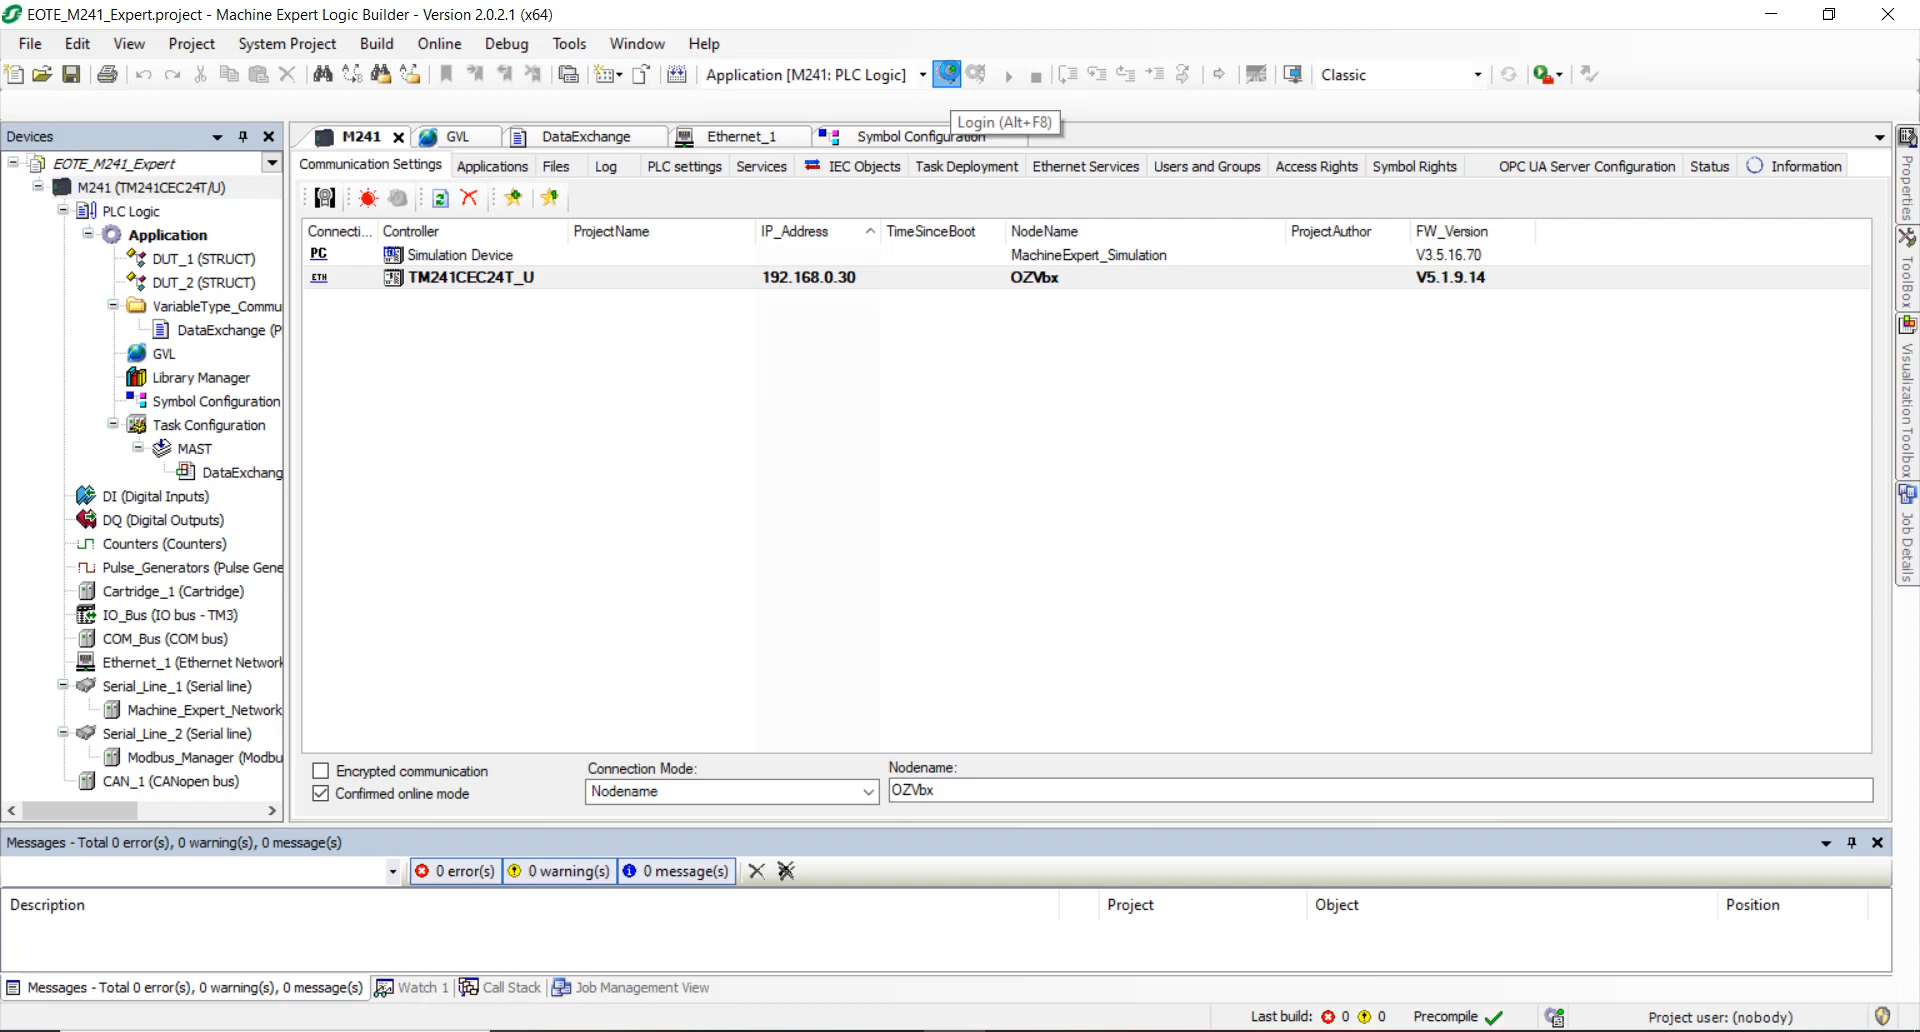 EOTE_M241_Expert.project - Machine Expert Logic Builder - Version 2.0.2.1 (x64)
File Edit View Project System Project Build Online Debug Tools Window Help
Application [M241: PLC Logic] Classic
Login (Alt+F8)
Devices
M241 GVL DataExchange Ethernet_1 Symbol Configuration
EOTE_M241_Expert
Communication Settings Applications Files Log PLC settings Services IEC Objects Task Deployment Ethernet Services Users and Groups Access Rights Symbol Rights OPC UA Server Configuration Status Information
M241 (TM241CEC24T/U)
PLC Logic
Application
DUT_1 (STRUCT)
DUT_2 (STRUCT)
VariableType_Commu
DataExchange (P
GVL
Library Manager
Symbol Configuration
Task Configuration
MAST
DataExchang
DI (Digital Inputs)
DQ (Digital Outputs)
Counters (Counters)
Pulse_Generators (Pulse Gene
Cartridge_1 (Cartridge)
IO_Bus (IO bus - TM3)
COM_Bus (COM bus)
Ethernet_1 (Ethernet Network
Serial_Line_1 (Serial line)
Machine_Expert_Network
Serial_Line_2 (Serial line)
Modbus_Manager (Modbu
CAN_1 (CANopen bus)
Connecti... Controller ProjectName IP_Address TimeSinceBoot NodeName ProjectAuthor FW_Version
PC Simulation Device MachineExpert_Simulation V3.5.16.70
ETH TM241CEC24T_U 192.168.0.30 OZVbx V5.1.9.14
Encrypted communication
Confirmed online mode
Connection Mode:
Nodename
Nodename:
OZVbx
Properties
ToolBox
Visualization Toolbox
Job Details
Messages - Total 0 error(s), 0 warning(s), 0 message(s)
0 error(s) 0 warning(s) 0 message(s)
Description Project Object Position
Messages - Total 0 error(s), 0 warning(s), 0 message(s) Watch 1 Call Stack Job Management View
Last build: 0 0 Precompile Project user: (nobody)